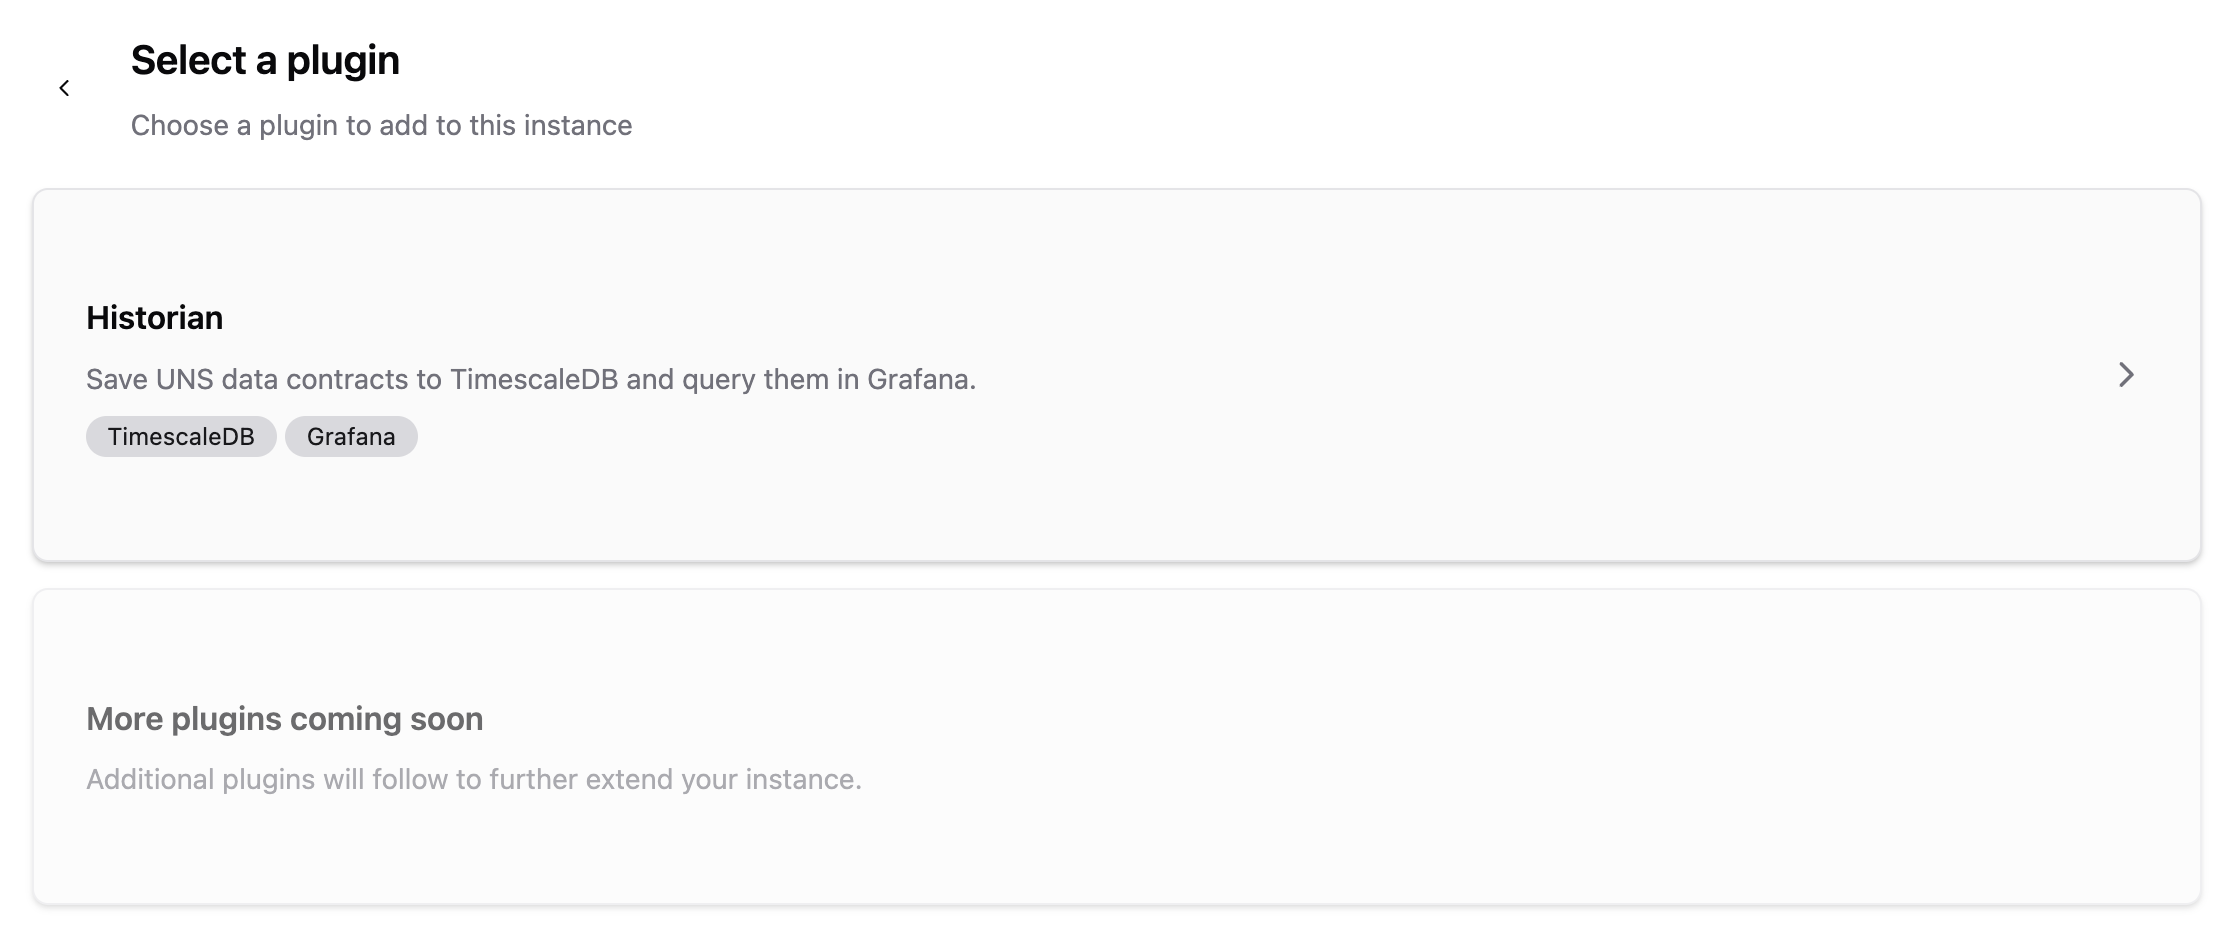 Select a plugin
Choose a plugin to add to this instance
Historian
Save UNS data contracts to TimescaleDB and query them in Grafana.
TimescaleDB Grafana
More plugins coming soon
Additional plugins will follow to further extend your instance.